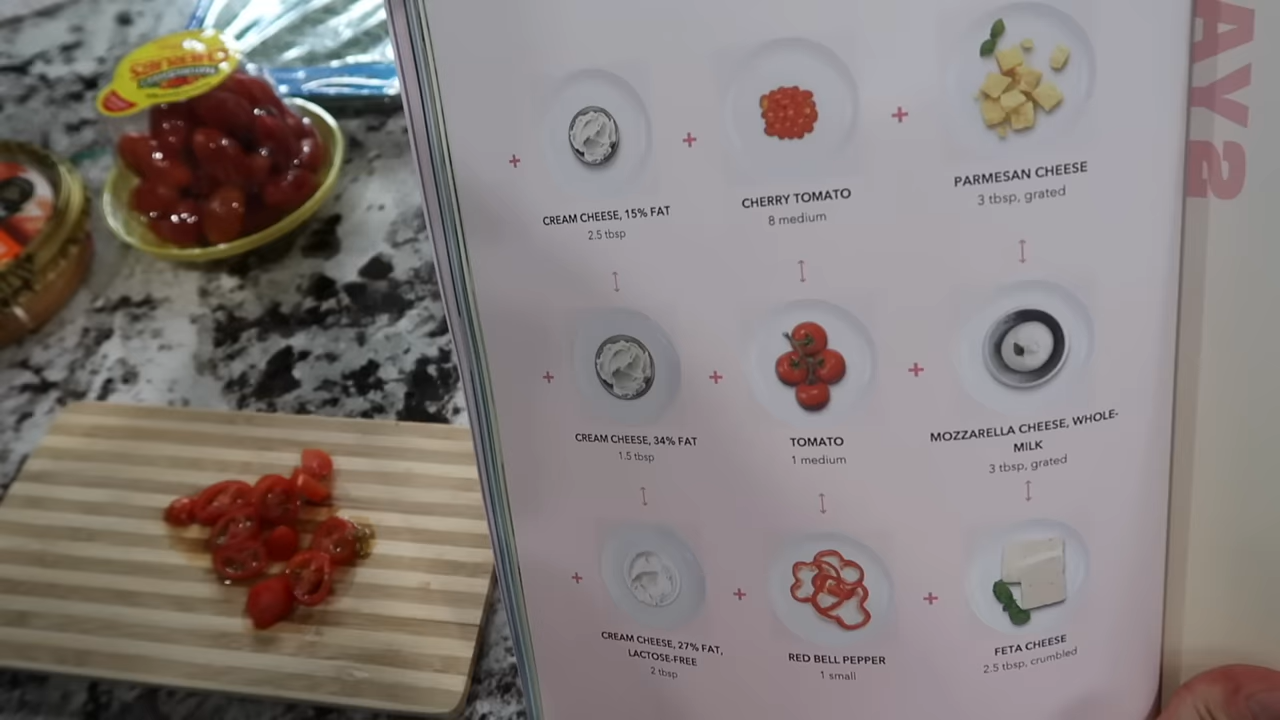 CREAM CHEESE, 15% FAT
2.5 tbsp
CHERRY TOMATO
8 medium
PARMESAN CHEESE
3 tbsp, grated
CREAM CHEESE, 34% FAT
1.5 tbsp
TOMATO
1 medium
MOZZARELLA CHEESE, WHOLE-
MILK
3 tbsp, grated
CREAM CHEESE, 27% FAT,
LACTOSE-FREE
2 tbsp
RED BELL PEPPER
1 small
FETA CHEESE
2.5 tbsp, crumbled